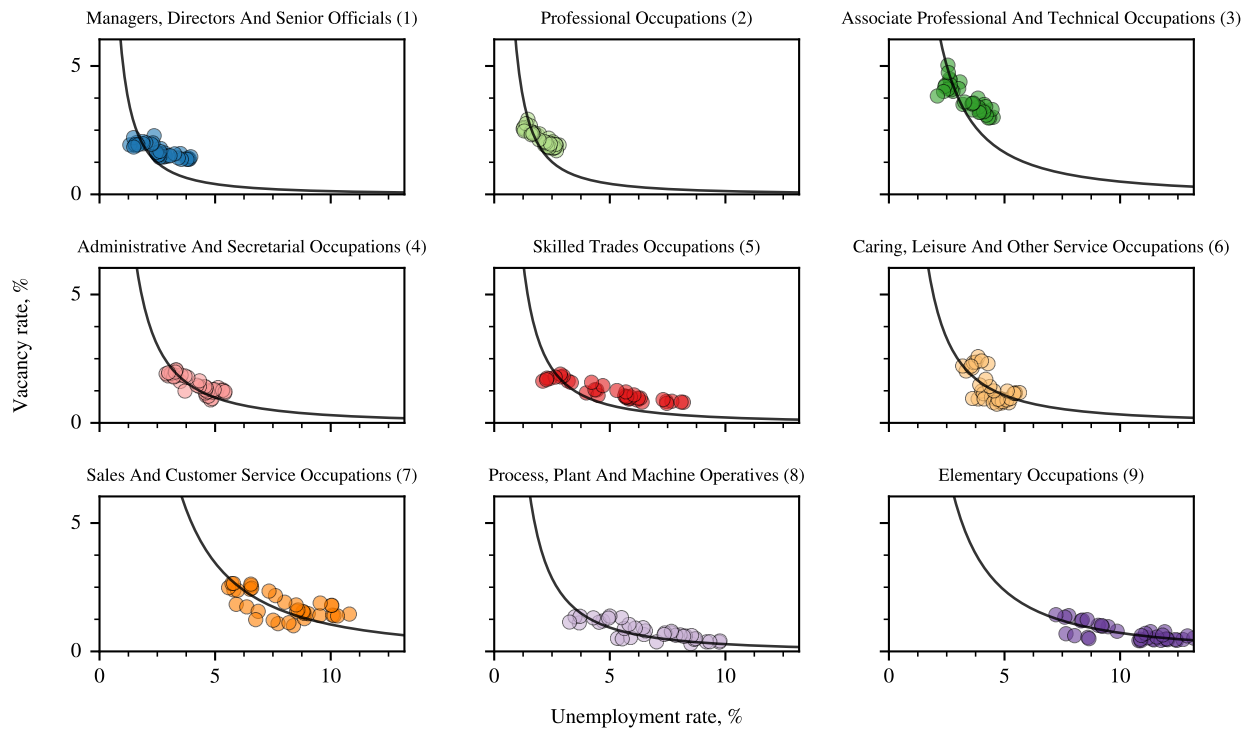 Managers, Directors And Senior Officials (1)
Professional Occupations (2)
Associate Professional And Technical Occupations (3)
5
0
Administrative And Secretarial Occupations (4)
Skilled Trades Occupations (5)
Caring, Leisure And Other Service Occupations (6)
5
0
Vacancy rate, %
Sales And Customer Service Occupations (7)
Process, Plant And Machine Operatives (8)
Elementary Occupations (9)
5
0
0 5 10
0 5 10
0 5 10
Unemployment rate, %